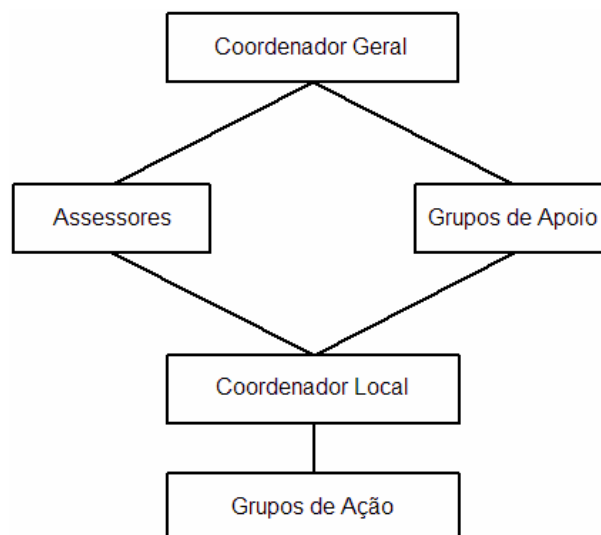 Coordenador Geral
Assessores
Grupos de Apoio
Coordenador Local
Grupos de Ação